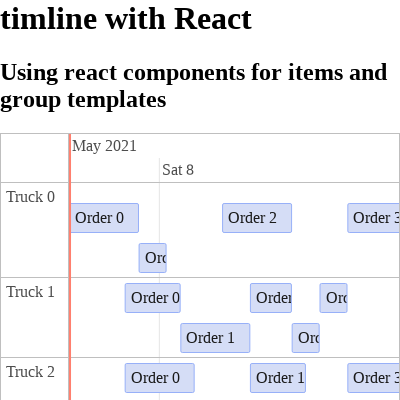 timline with React
Using react components for items and
group templates
May 2021
Sat 8
Truck 0
Order 0
Order 2
Order 3
Orc
Truck 1
Order 0
Order
Orc
Order 1
Orc
Truck 2
Order 0
Order 1
Order 3